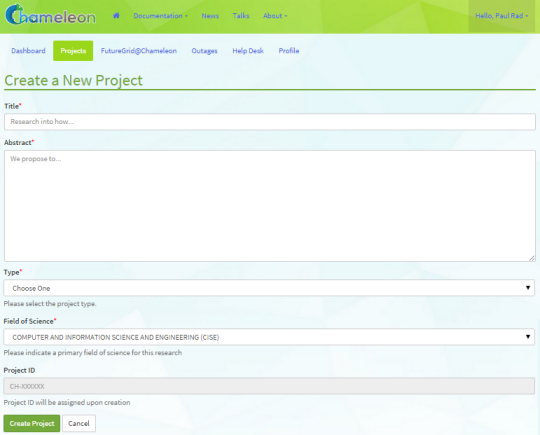 Chameleon Documentation News Talks About Hello, Paul Rad
Dashboard Projects FutureGrid@Chameleon Outages Help Desk Profile
Create a New Project
Title*
Research into how...
Abstract*
We propose to...
Type*
Choose One
Please select the project type.
Field of Science*
COMPUTER AND INFORMATION SCIENCE AND ENGINEERING (CISE)
Please indicate a primary field of science for this research
Project ID
CH-XXXXXX
Project ID will be assigned upon creation
Create Project Cancel